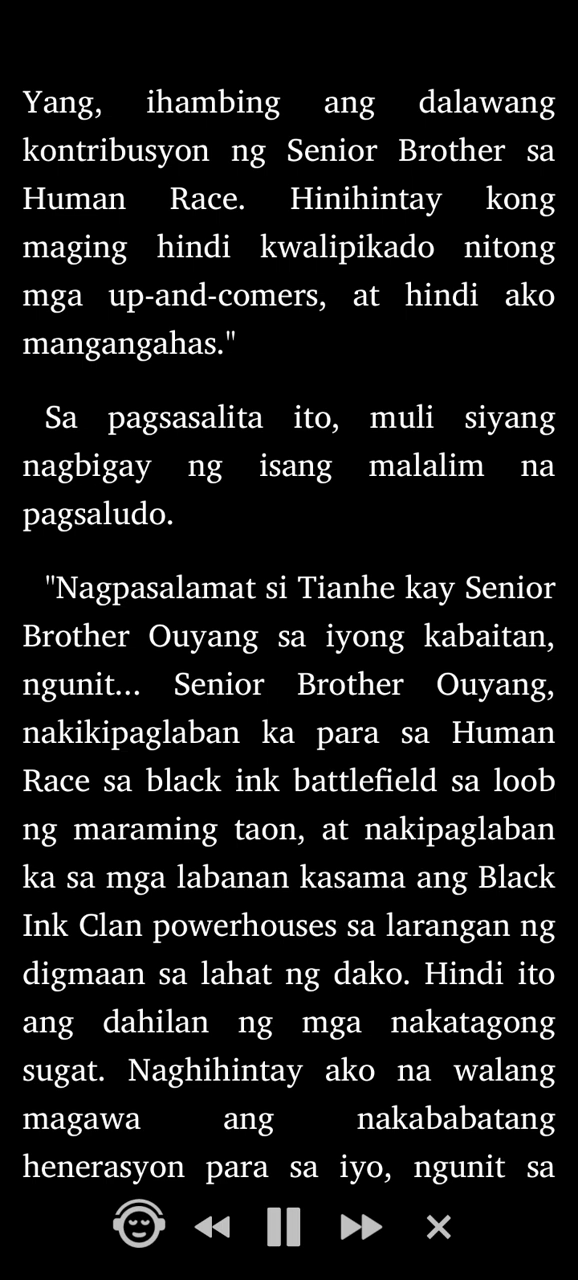 Yang, ihambing ang dalawang
kontribusyon ng Senior Brother sa
Human Race. Hinihintay kong
maging hindi kwalipikado nitong
mga up-and-comers, at hindi ako
mangangahas."
Sa pagsasalita ito, muli siyang
nagbigay ng isang malalim na
pagsaludo.
"Nagpasalamat si Tianhe kay Senior
Brother Ouyang sa iyong kabaitan,
ngunit... Senior Brother Ouyang,
nakikipaglaban ka para sa Human
Race sa black ink battlefield sa loob
ng maraming taon, at nakipaglaban
ka sa mga labanan kasama ang Black
Ink Clan powerhouses sa larangan ng
digmaan sa lahat ng dako. Hindi ito
ang dahilan ng mga nakatagong
sugat. Naghihintay ako na walang
magawa ang nakababatang
henerasyon para sa iyo, ngunit sa